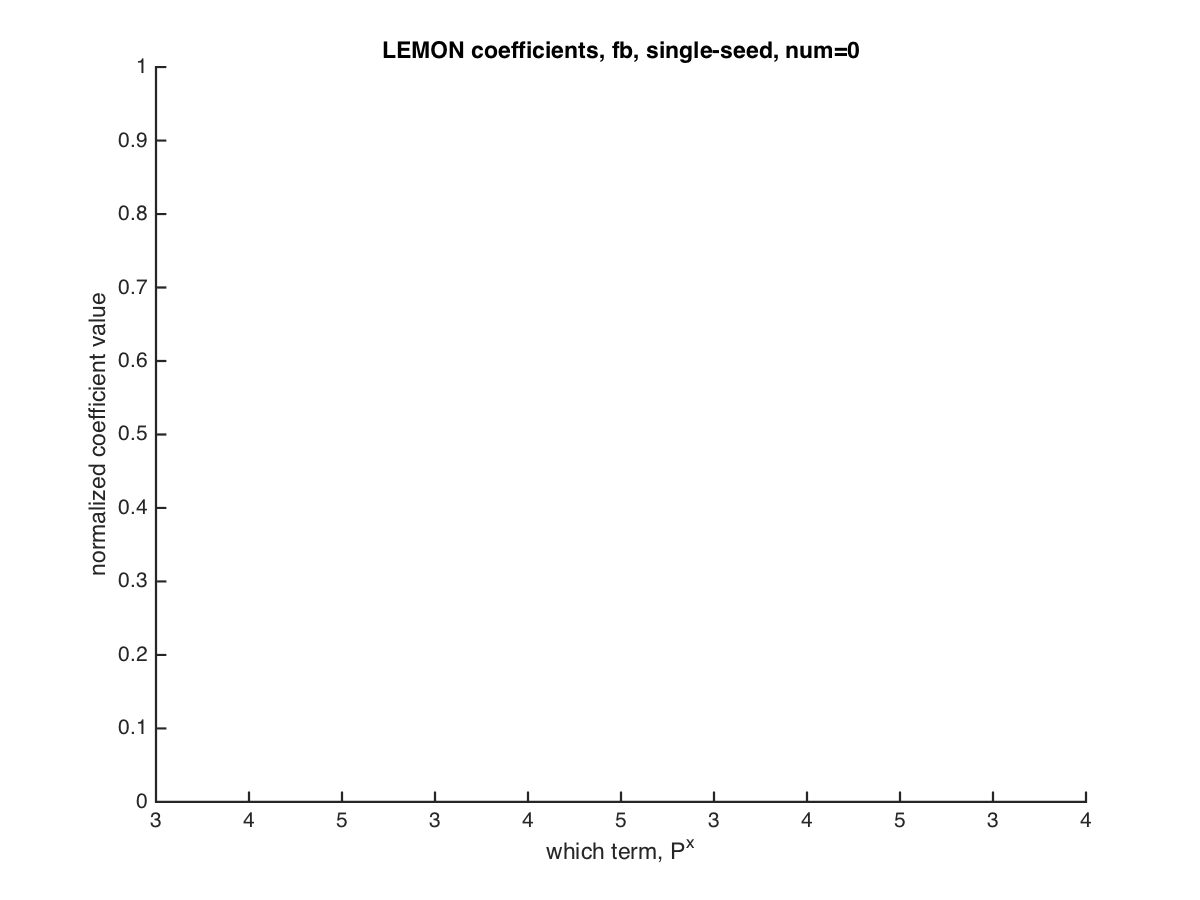 LEMON coefficients, fb, single-seed, num=0
1
0.9
0.8
0.7
0.6
0.5
0.4
0.3
0.2
0.1
0
normalized coefficient value
3 4 5 3 4 5 3 4 5 3 4
which term, P^x